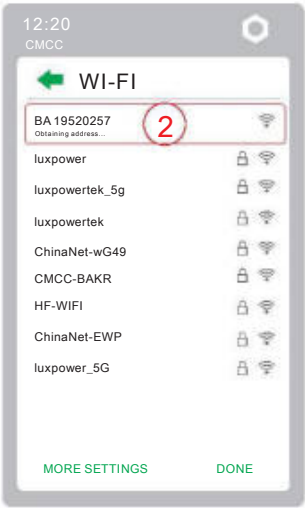 12:20
CMCC
WI-FI
BA 19520257
Obtaining address...
2
luxpower
luxpowertek_5g
luxpowertek
ChinaNet-wG49
CMCC-BAKR
HF-WIFI
ChinaNet-EWP
luxpower_5G
MORE SETTINGS DONE